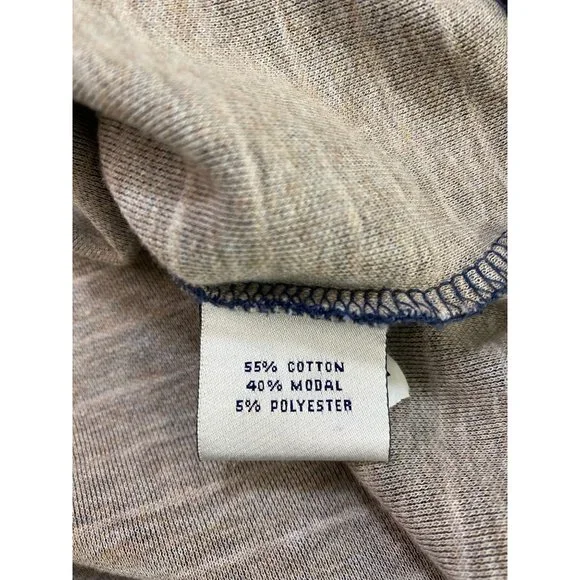 55% COTTON
40% MODAL
5% POLYESTER